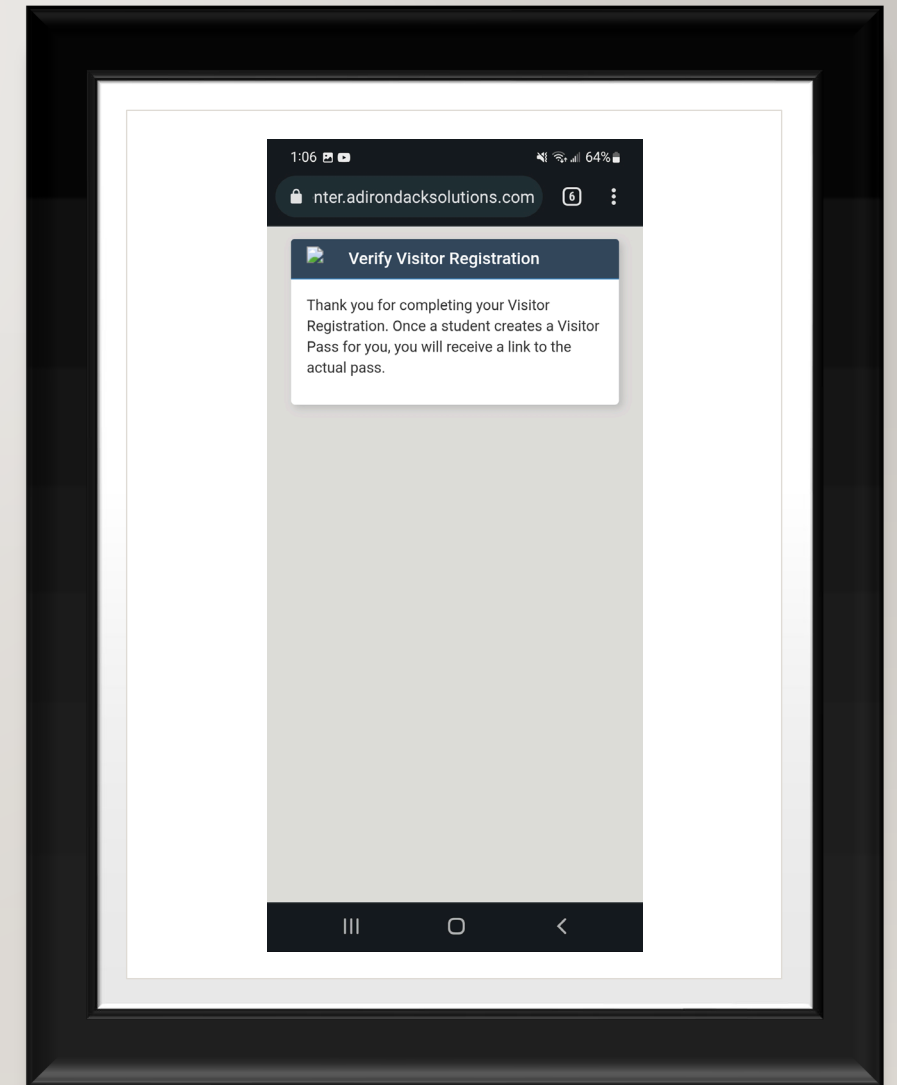 1:06 64%
nter.adirondacksolutions.com 6
Verify Visitor Registration
Thank you for completing your Visitor
Registration. Once a student creates a Visitor
Pass for you, you will receive a link to the
actual pass.